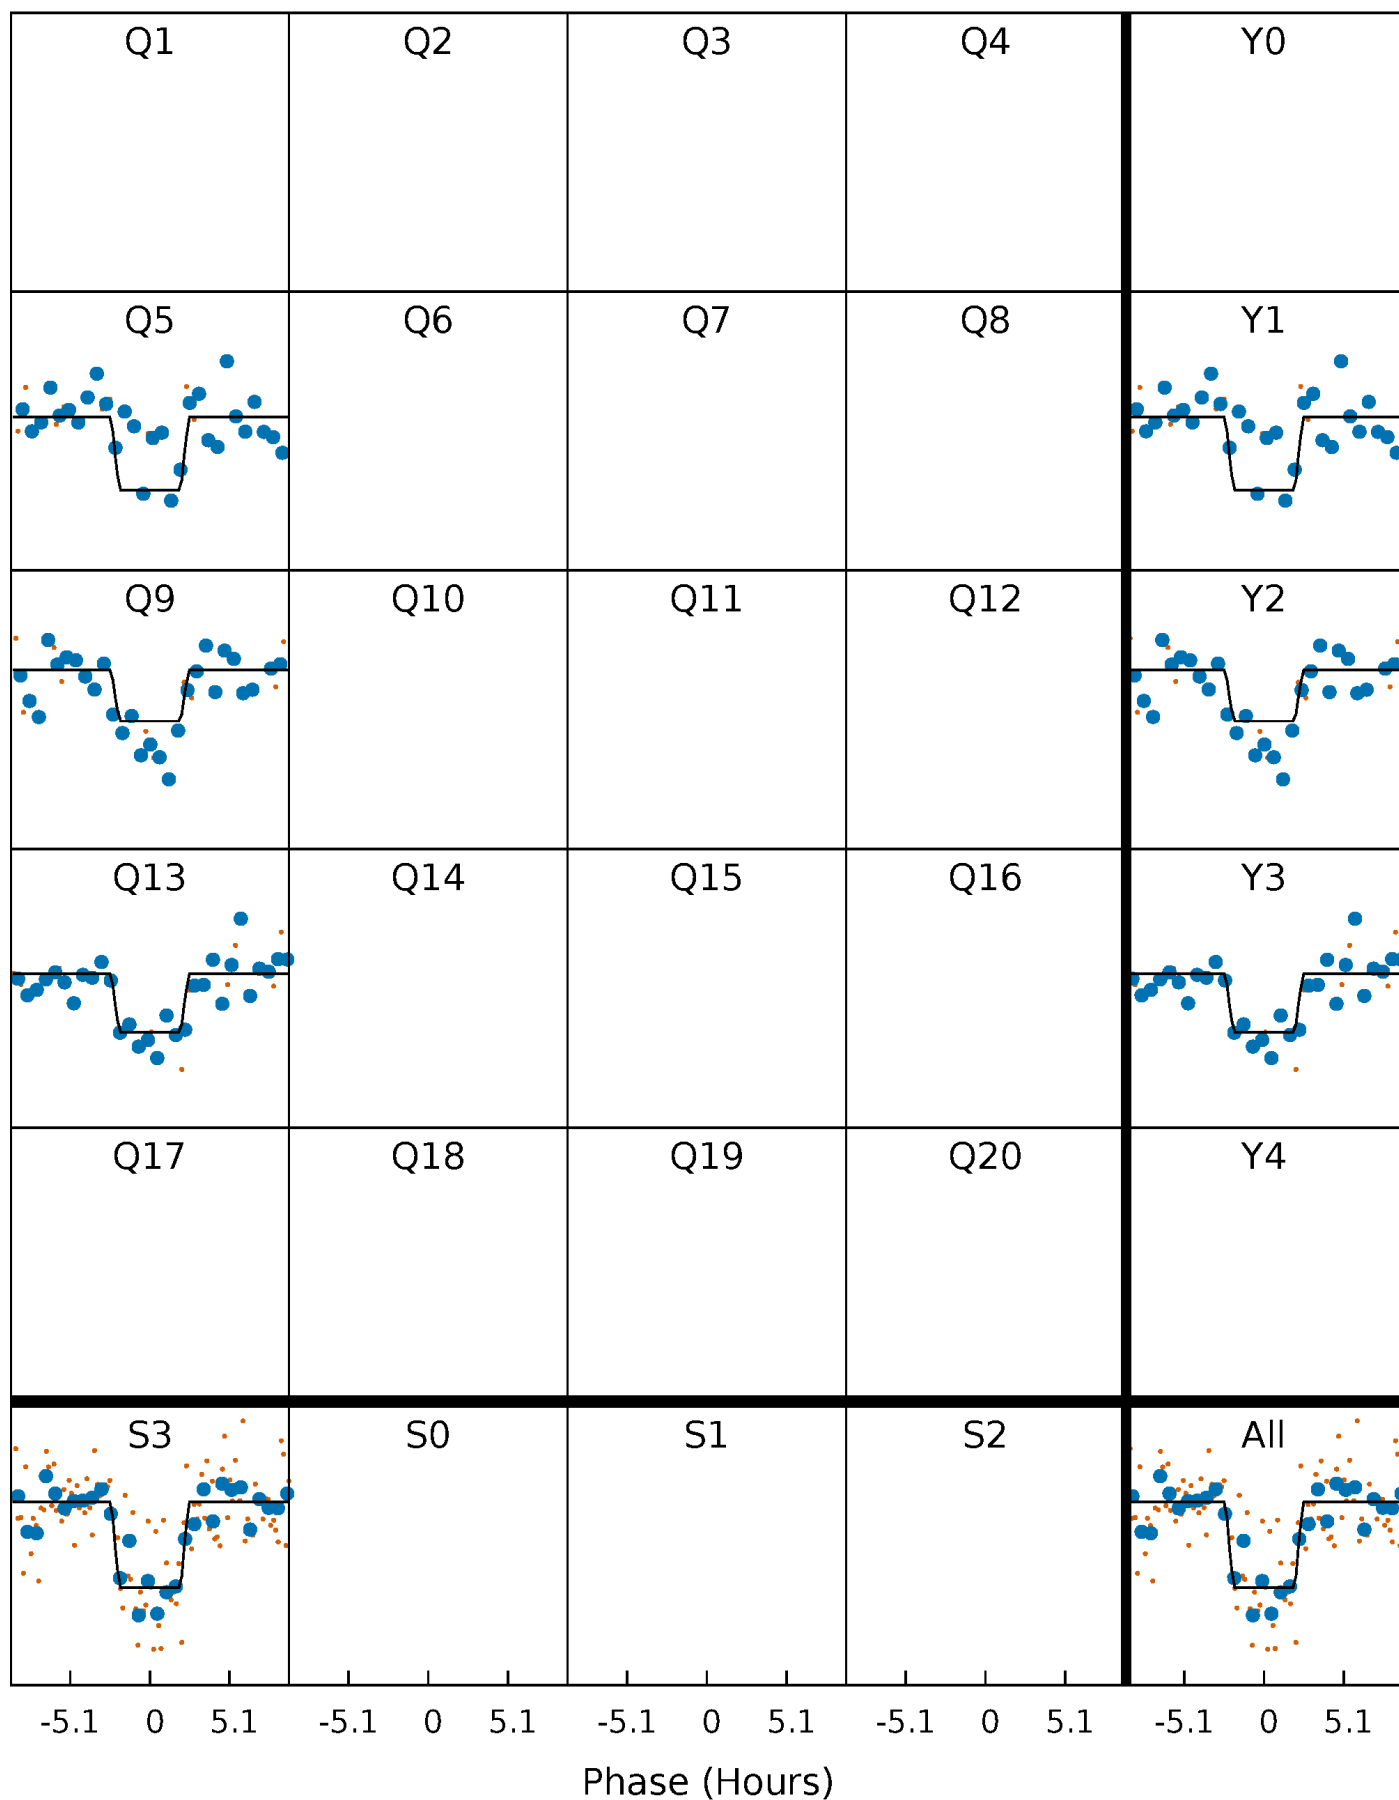 Q1 Q2 Q3 Q4 Y0
Q5 Q6 Q7 Q8 Y1
Q9 Q10 Q11 Q12 Y2
Q13 Q14 Q15 Q16 Y3
Q17 Q18 Q19 Q20 Y4
S3 S0 S1 S2 All
-5.1 0 5.1 -5.1 0 5.1 -5.1 0 5.1 -5.1 0 5.1 -5.1 0 5.1
Phase (Hours)